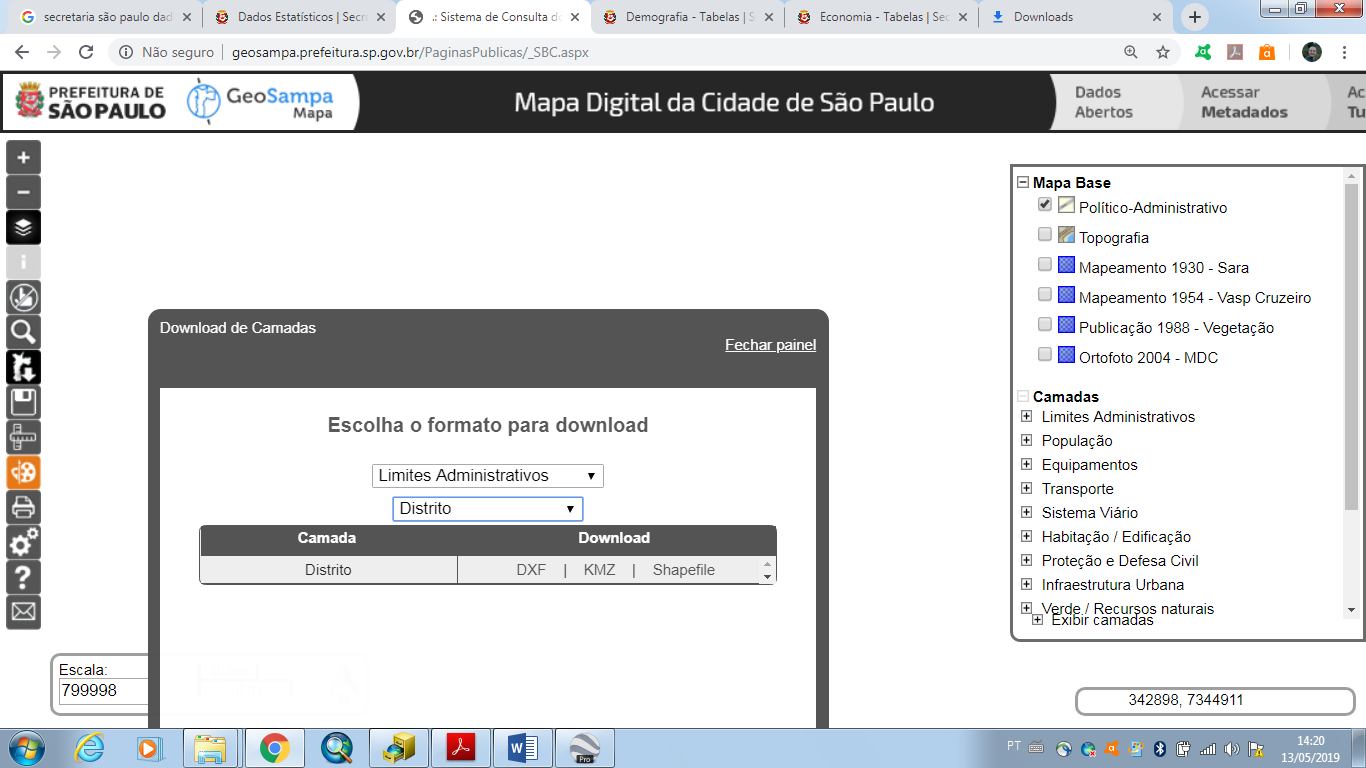 secretaria são paulo dad
Dados Estatísticos | Secre
.: Sistema de Consulta do
Demografia - Tabelas | S
Economia - Tabelas | Sec
Downloads
Não seguro
geosampa.prefeitura.sp.gov.br/PaginasPublicas/_SBC.aspx
PREFEITURA DE
SÃO PAULO
GeoSampa
Mapa
Mapa Digital da Cidade de São Paulo
Dados
Abertos
Acessar
Metadados
Ac
Tu
Mapa Base
Político-Administrativo
Topografia
Mapeamento 1930 - Sara
Mapeamento 1954 - Vasp Cruzeiro
Publicação 1988 - Vegetação
Ortofoto 2004 - MDC
Camadas
Limites Administrativos
População
Equipamentos
Transporte
Sistema Viário
Habitação / Edificação
Proteção e Defesa Civil
Infraestrutura Urbana
Verde / Recursos naturais
Exibir camadas
Download de Camadas
Fechar painel
Escolha o formato para download
Limites Administrativos
Distrito
Camada Download
Distrito DXF | KMZ | Shapefile
Escala:
799998
342898, 7344911
Pro
PT
14:20
13/05/2019